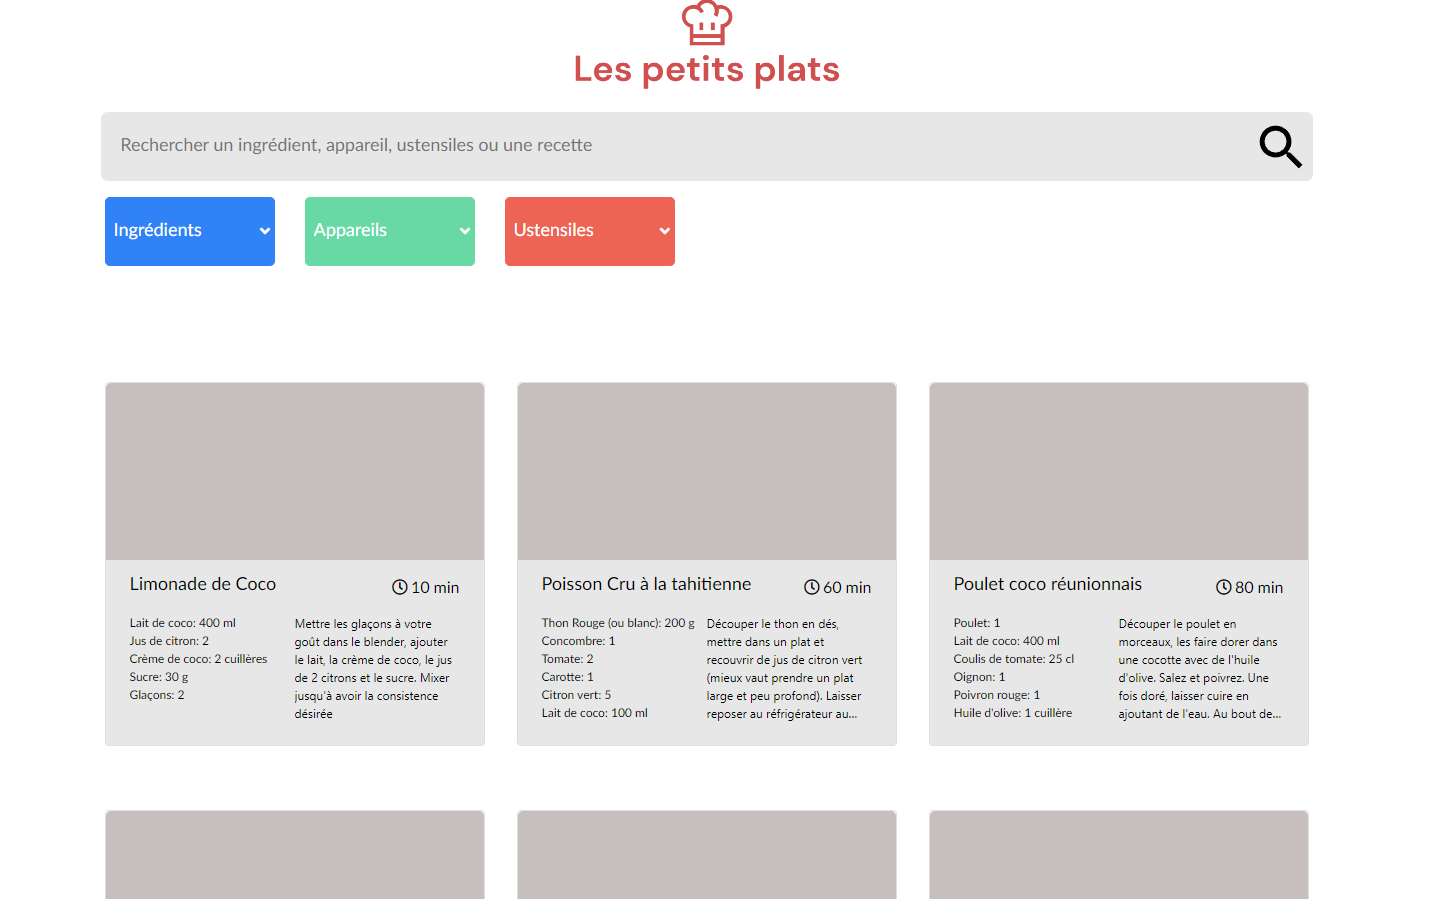 Les petits plats
Rechercher un ingrédient, appareil, ustensiles ou une recette
Ingrédients
Appareils
Ustensiles
Limonade de Coco
10 min
Lait de coco: 400 ml
Jus de citron: 2
Crème de coco: 2 cuillères
Sucre: 30 g
Glaçons: 2
Mettre les glaçons à votre
goût dans le blender, ajouter
le lait, la crème de coco, le jus
de 2 citrons et le sucre. Mixer
jusqu'à avoir la consistence
désirée
Poisson Cru à la tahitienne
60 min
Thon Rouge (ou blanc): 200 g
Concombre: 1
Tomate: 2
Carotte: 1
Citron vert: 5
Lait de coco: 100 ml
Découper le thon en dés,
mettre dans un plat et
recouvrir de jus de citron vert
(mieux vaut prendre un plat
large et peu profond). Laisser
reposer au réfrigérateur au...
Poulet coco réunionnais
80 min
Poulet: 1
Lait de coco: 400 ml
Coulis de tomate: 25 cl
Oignon: 1
Poivron rouge: 1
Huile d'olive: 1 cuillère
Découper le poulet en
morceaux, les faire dorer dans
une cocotte avec de l'huile
d'olive. Salez et poivrez. Une
fois doré, laisser cuire en
ajoutant de l'eau. Au bout de...